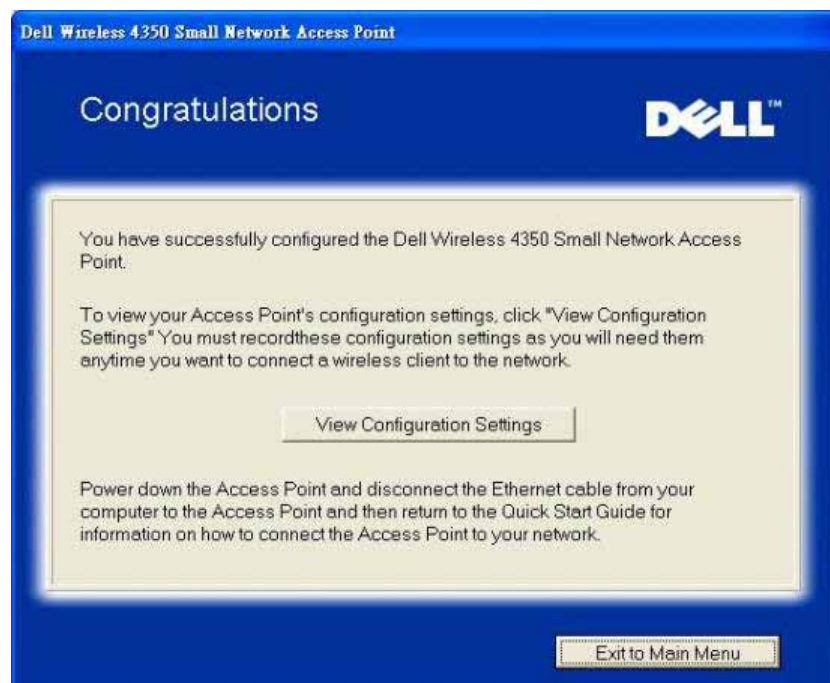 Dell Wireless 4350 Small Network Access Point
Congratulations
DELL™
You have successfully configured the Dell Wireless 4350 Small Network Access
Point.
To view your Access Point's configuration settings, click "View Configuration
Settings" You must recordthese configuration settings as you will need them
anytime you want to connect a wireless client to the network.
View Configuration Settings
Power down the Access Point and disconnect the Ethernet cable from your
computer to the Access Point and then return to the Quick Start Guide for
information on how to connect the Access Point to your network.
Exit to Main Menu